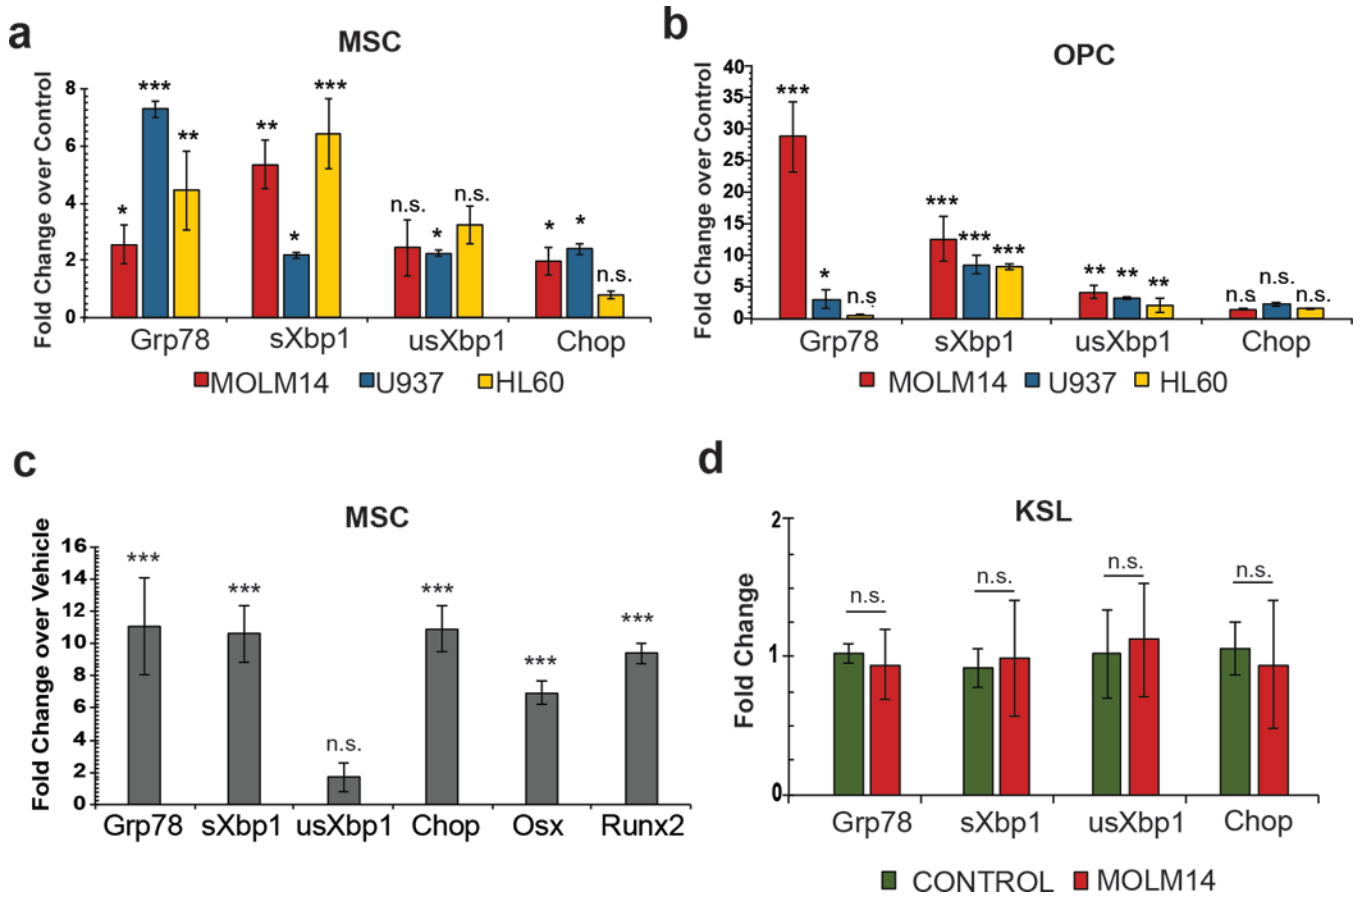 a
MSC
Fold Change over Control
8
6
4
2
0
*
***
**
**
*
***
n.s.
*
n.s.
*
*
n.s.
Grp78 sXbp1 usXbp1 Chop
MOLM14 U937 HL60
b
OPC
Fold Change over Control
40
35
30
25
20
15
10
5
0
***
*
n.s
***
***
***
**
**
**
n.s
n.s.
n.s.
Grp78 sXbp1 usXbp1 Chop
MOLM14 U937 HL60
c
MSC
Fold Change over Vehicle
16
14
12
10
8
6
4
2
0
***
***
n.s.
***
***
***
Grp78 sXbp1 usXbp1 Chop Osx Runx2
d
KSL
Fold Change
2
1
0
n.s.
n.s.
n.s.
n.s.
Grp78 sXbp1 usXbp1 Chop
CONTROL MOLM14